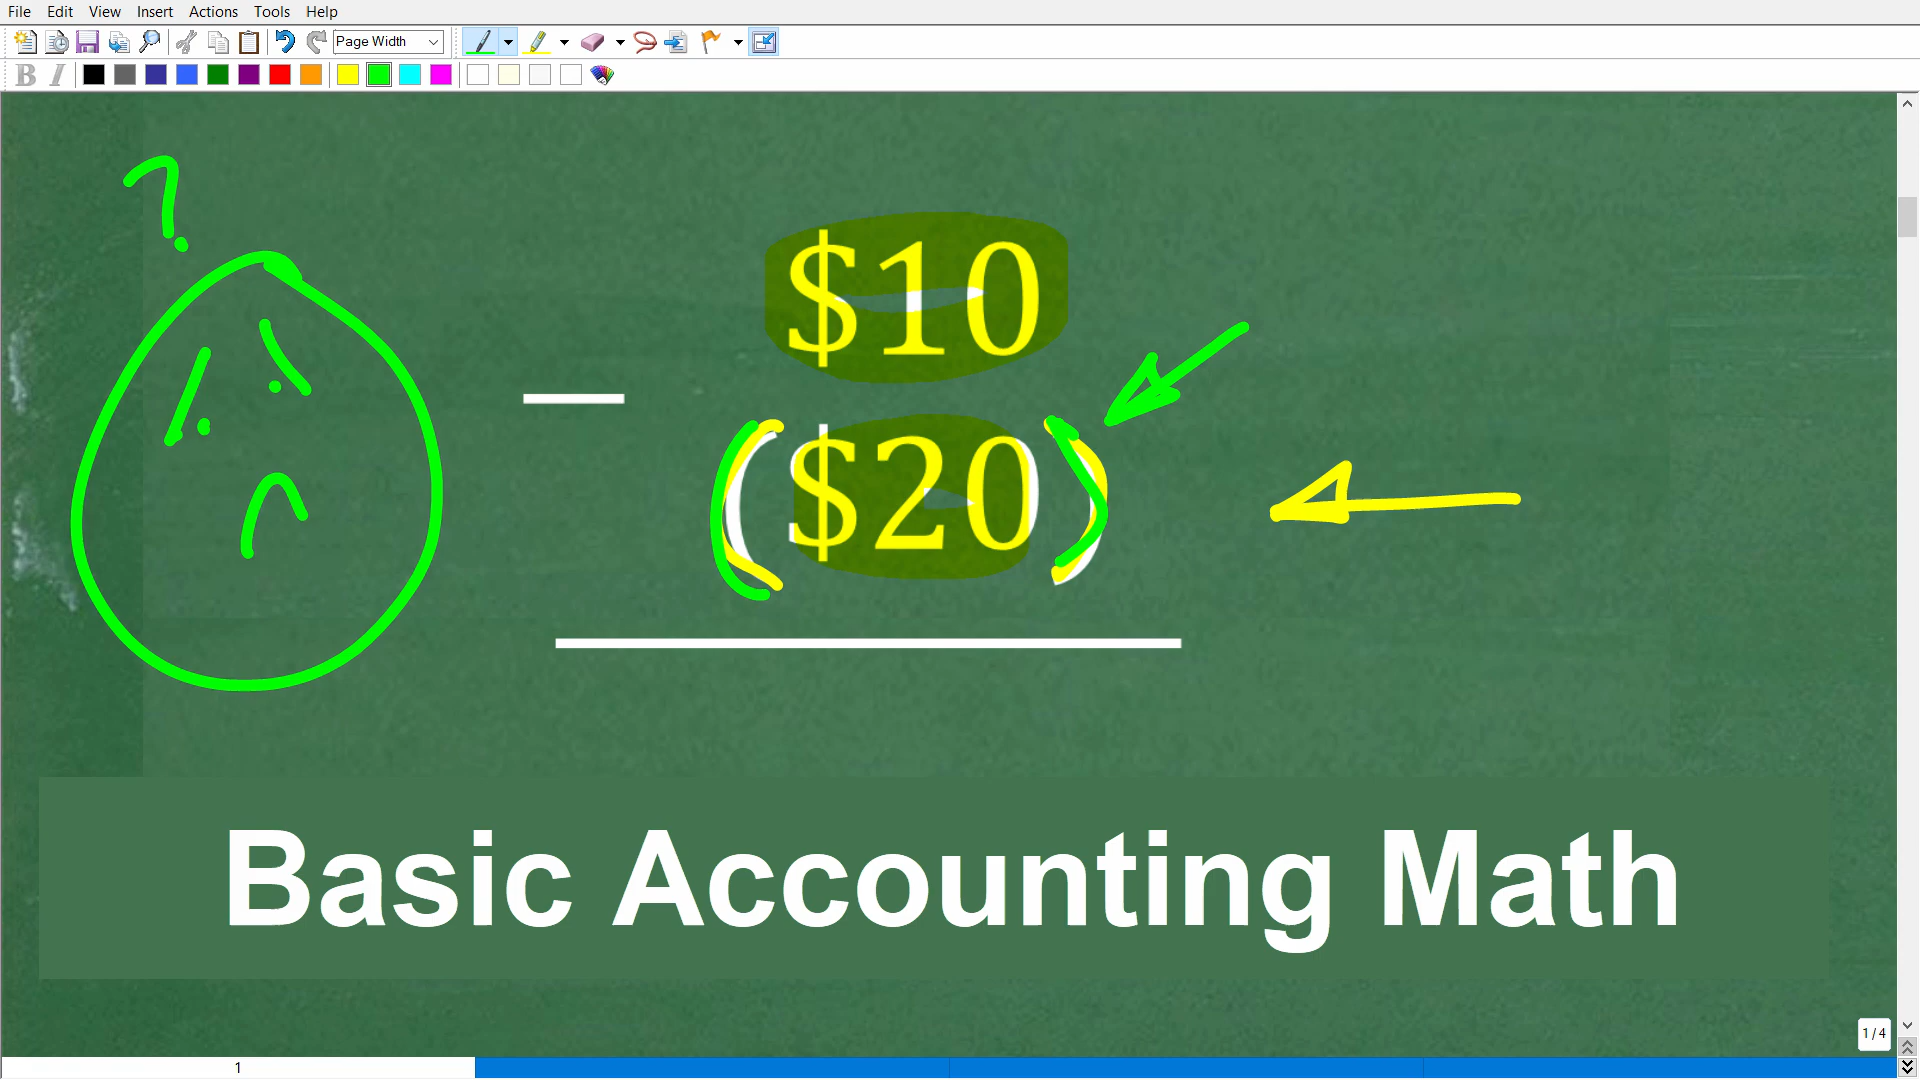 File Edit View Insert Actions Tools Help
Page Width
B I
?
$10
−
($20)
Basic Accounting Math
1 / 4
1